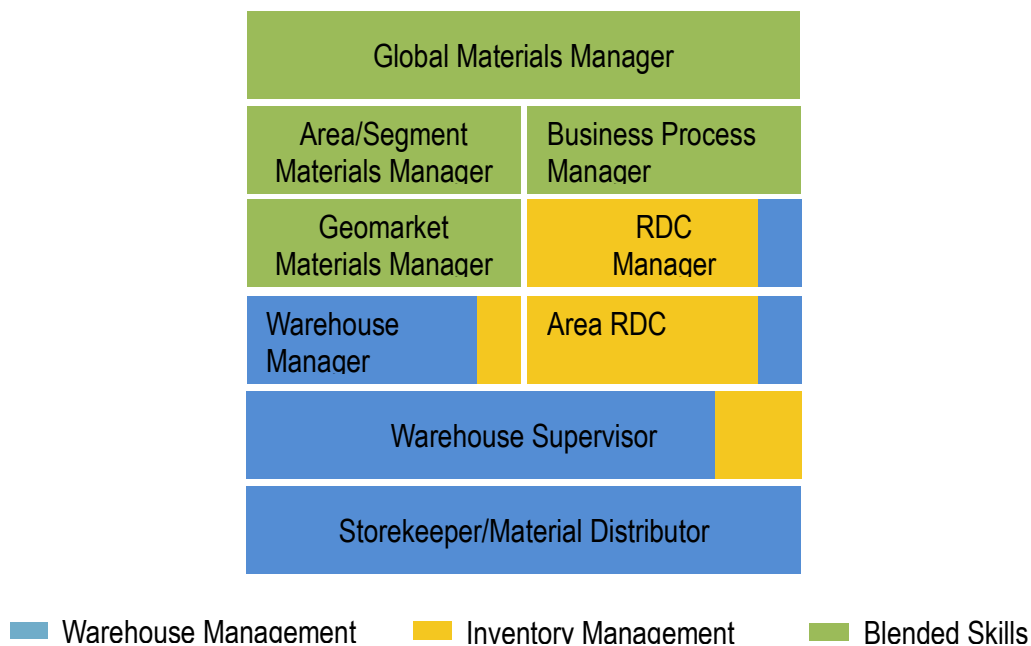 Global Materials Manager
Area/Segment
Materials Manager
Business Process
Manager
Geomarket
Materials Manager
RDC
Manager
Warehouse
Manager
Area RDC
Warehouse Supervisor
Storekeeper/Material Distributor
Warehouse Management
Inventory Management
Blended Skills